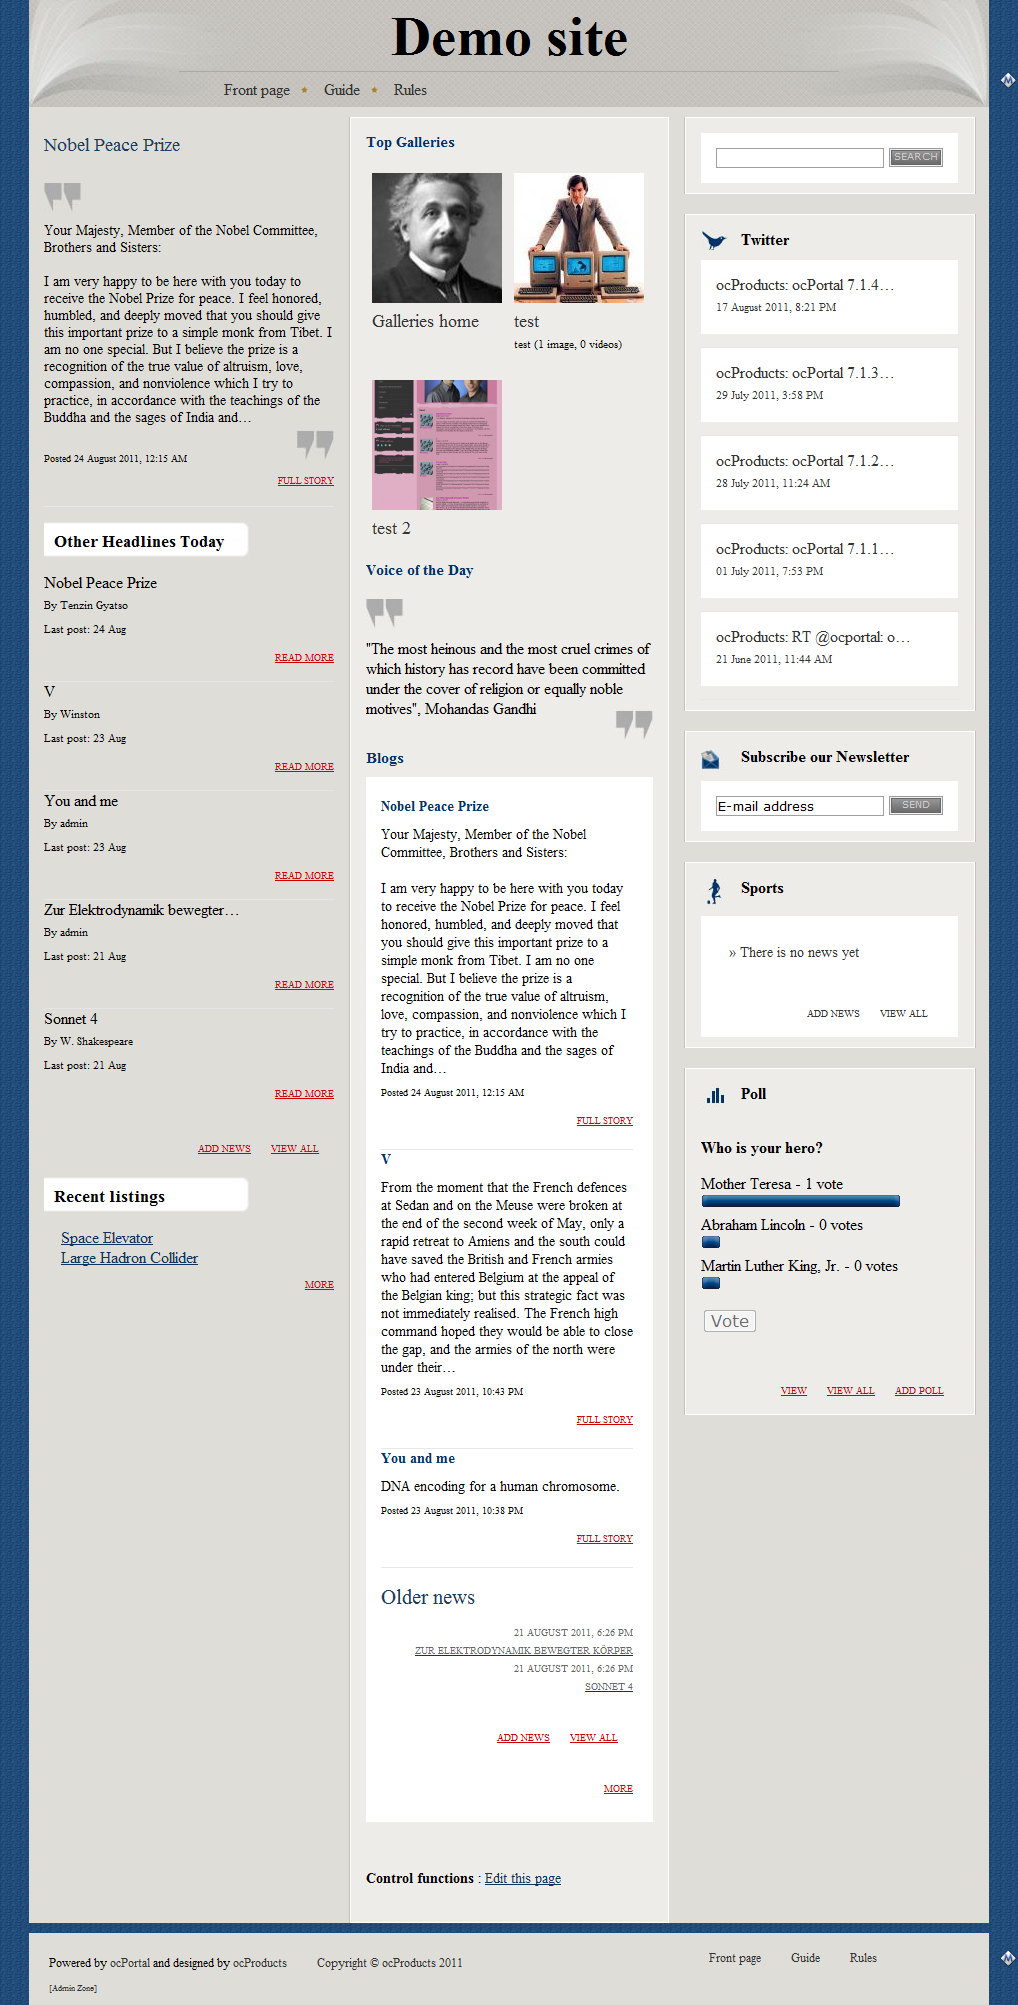 Demo site
Front page
Guide
Rules
Nobel Peace Prize
Your Majesty, Member of the Nobel Committee,
Brothers and Sisters:
I am very happy to be here with you today to
receive the Nobel Prize for peace. I feel honored,
humbled, and deeply moved that you should give
this important prize to a simple monk from Tibet. I
am no one special. But I believe the prize is a
recognition of the true value of altruism, love,
compassion, and nonviolence which I try to
practice, in accordance with the teachings of the
Buddha and the sages of India and…
Posted 24 August 2011, 12:15 AM
FULL STORY
Other Headlines Today
Nobel Peace Prize
By Tenzin Gyatso
Last post: 24 Aug
READ MORE
V
By Winston
Last post: 23 Aug
READ MORE
You and me
By admin
Last post: 23 Aug
READ MORE
Zur Elektrodynamik bewegter…
By admin
Last post: 21 Aug
READ MORE
Sonnet 4
By W. Shakespeare
Last post: 21 Aug
READ MORE
ADD NEWS VIEW ALL
Recent listings
Space Elevator
Large Hadron Collider
MORE
Top Galleries
Galleries home
test
test (1 image, 0 videos)
test 2
Voice of the Day
"The most heinous and the most cruel crimes of
which history has record have been committed
under the cover of religion or equally noble
motives", Mohandas Gandhi
Blogs
Nobel Peace Prize
Your Majesty, Member of the Nobel
Committee, Brothers and Sisters:
I am very happy to be here with you today
to receive the Nobel Prize for peace. I feel
honored, humbled, and deeply moved that
you should give this important prize to a
simple monk from Tibet. I am no one
special. But I believe the prize is a
recognition of the true value of altruism,
love, compassion, and nonviolence which I
try to practice, in accordance with the
teachings of the Buddha and the sages of
India and…
Posted 24 August 2011, 12:15 AM
FULL STORY
V
From the moment that the French defences
at Sedan and on the Meuse were broken at
the end of the second week of May, only a
rapid retreat to Amiens and the south could
have saved the British and French armies
who had entered Belgium at the appeal of
the Belgian king; but this strategic fact was
not immediately realised. The French high
command hoped they would be able to close
the gap, and the armies of the north were
under their…
Posted 23 August 2011, 10:43 PM
FULL STORY
You and me
DNA encoding for a human chromosome.
Posted 23 August 2011, 10:38 PM
FULL STORY
Older news
21 AUGUST 2011, 6:26 PM
ZUR ELEKTRODYNAMIK BEWEGTER KÖRPER
21 AUGUST 2011, 6:26 PM
SONNET 4
ADD NEWS VIEW ALL
MORE
Control functions : Edit this page
SEARCH
Twitter
ocProducts: ocPortal 7.1.4…
17 August 2011, 8:21 PM
ocProducts: ocPortal 7.1.3…
29 July 2011, 3:58 PM
ocProducts: ocPortal 7.1.2…
28 July 2011, 11:24 AM
ocProducts: ocPortal 7.1.1…
01 July 2011, 7:53 PM
ocProducts: RT @ocportal: o…
21 June 2011, 11:44 AM
Subscribe our Newsletter
E-mail address SEND
Sports
» There is no news yet
ADD NEWS VIEW ALL
Poll
Who is your hero?
Mother Teresa - 1 vote
Abraham Lincoln - 0 votes
Martin Luther King, Jr. - 0 votes
Vote
VIEW VIEW ALL ADD POLL
Powered by ocPortal and designed by ocProducts Copyright © ocProducts 2011
[Admin Zone]
Front page Guide Rules